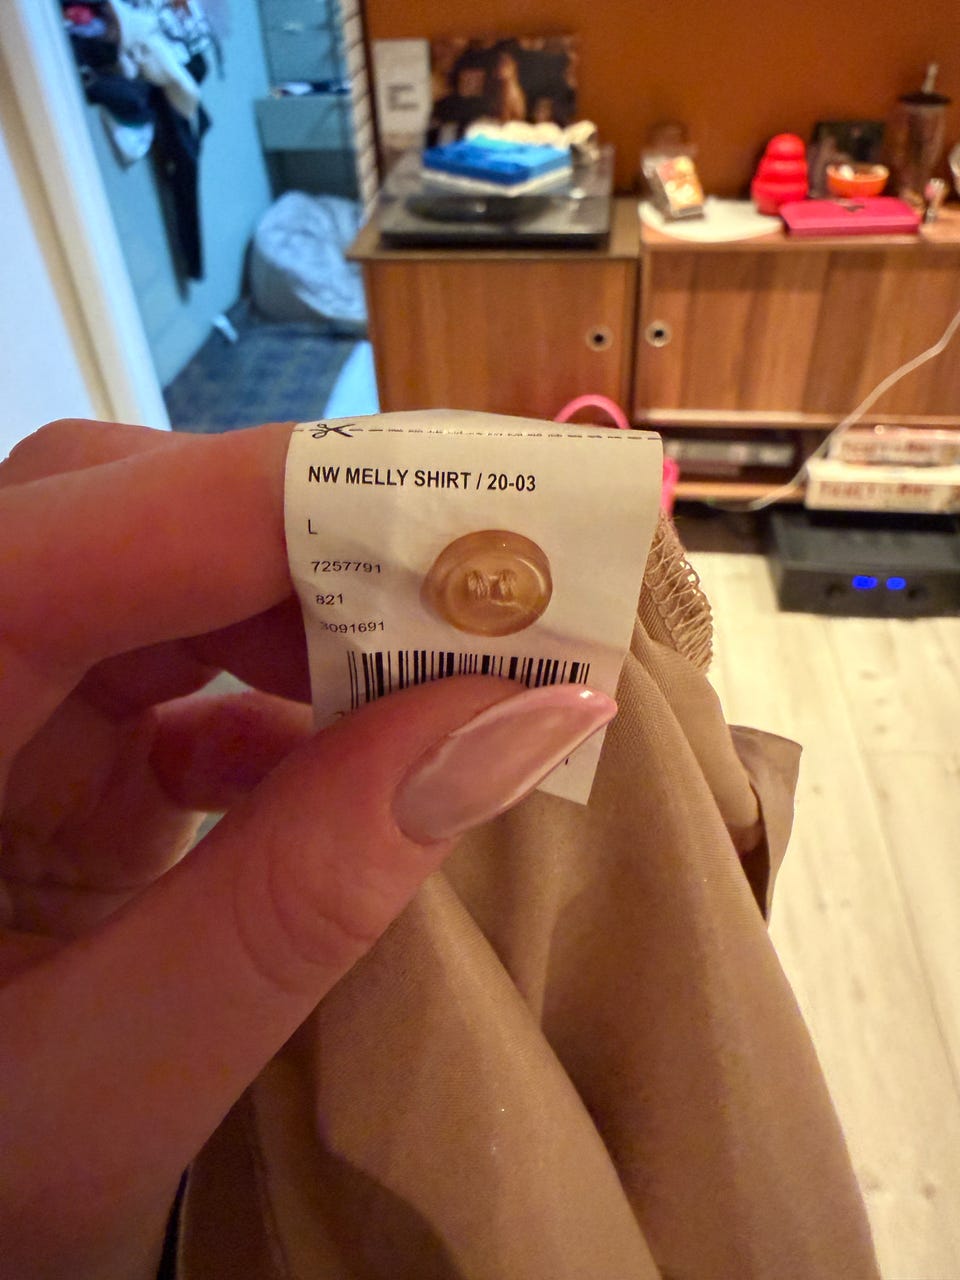 NW MELLY SHIRT / 20-03
L
7257791
821
3091691